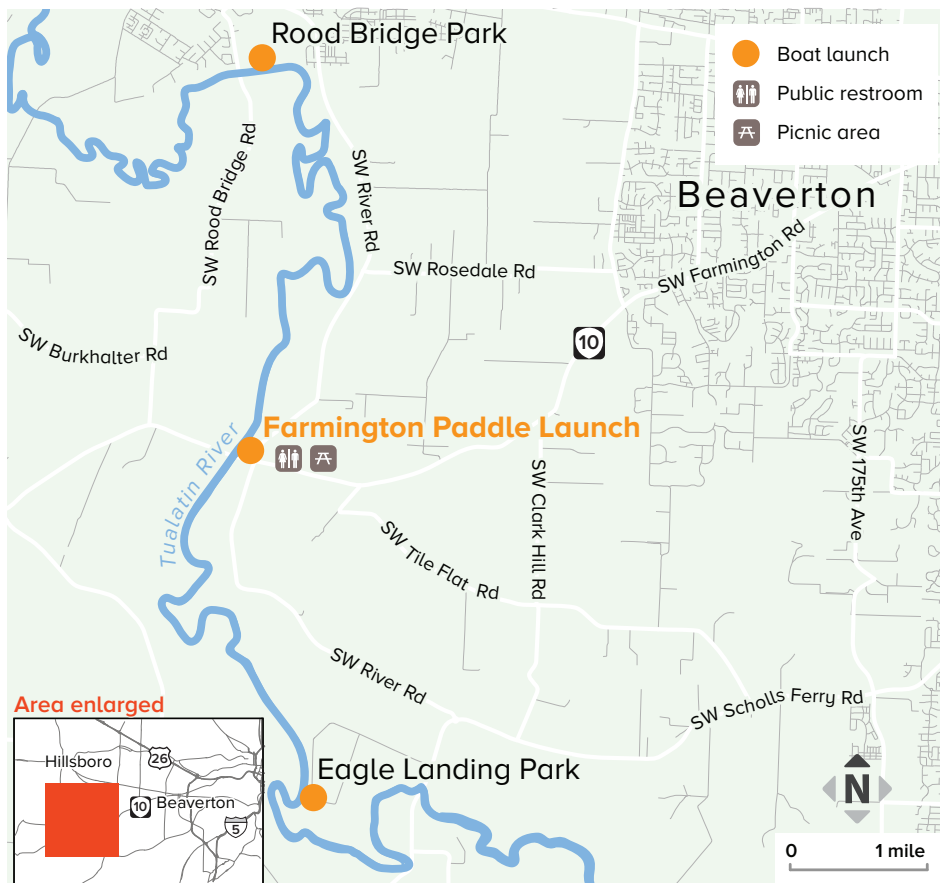 Rood Bridge Park
Boat launch
Public restroom
Picnic area
Beaverton
SW Rood Bridge Rd
SW River Rd
SW Rosedale Rd
SW Farmington Rd
SW Burkhalter Rd
10
Farmington Paddle Launch
Tualatin River
SW Clark Hill Rd
SW 175th Ave
SW Tile Flat Rd
SW River Rd
SW Scholls Ferry Rd
Eagle Landing Park
Area enlarged
Hillsboro
26
10
Beaverton
5
N
0 1 mile